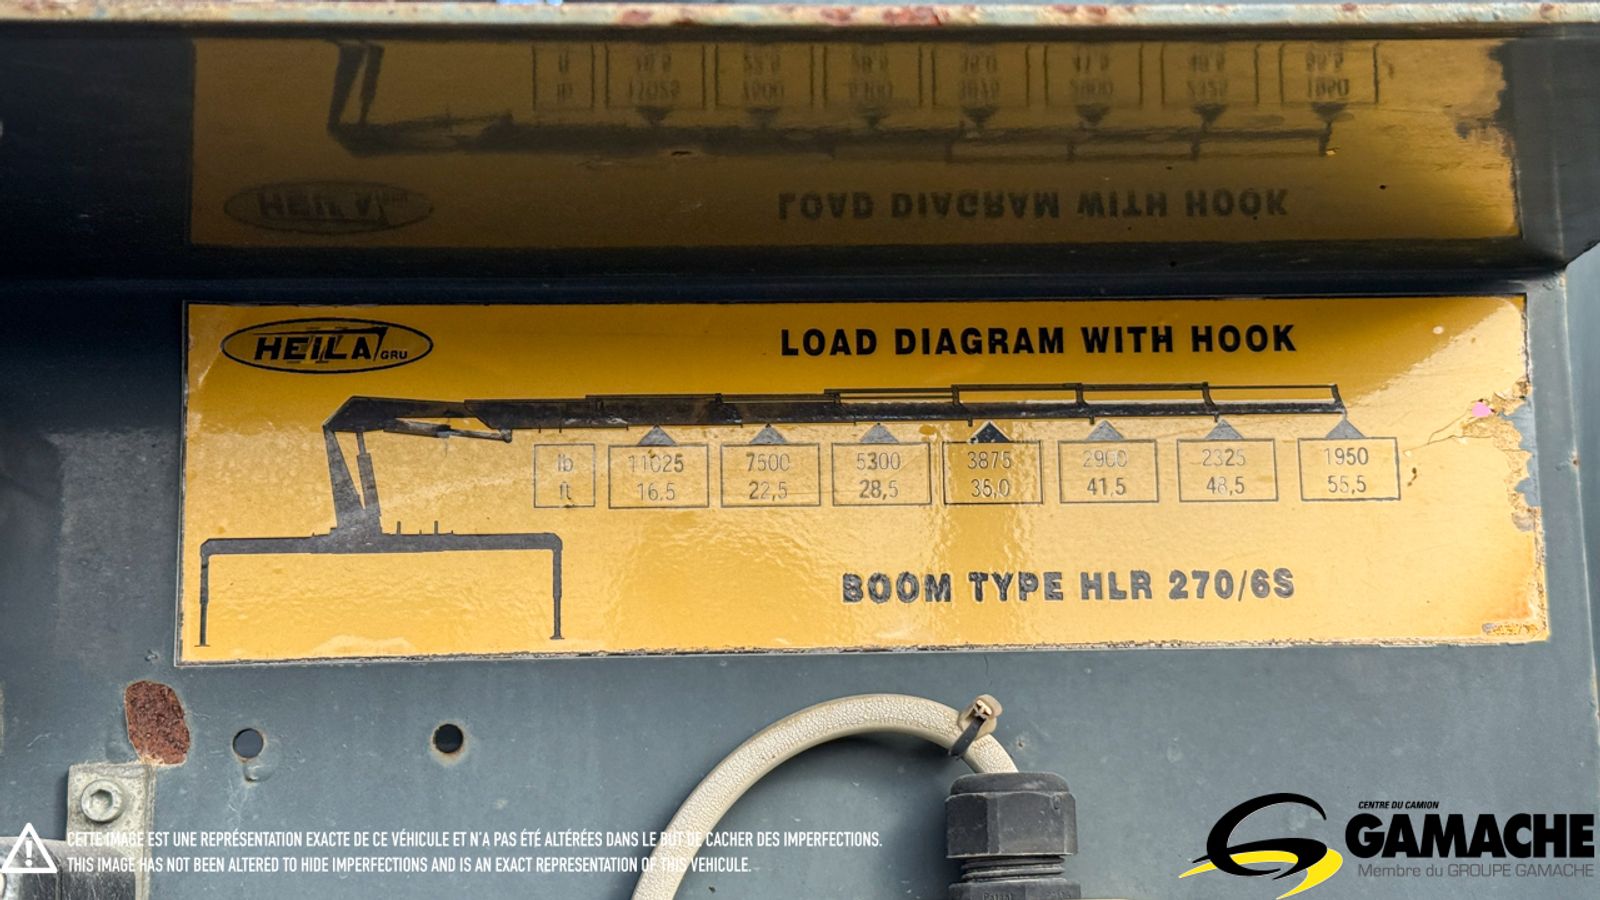 HEILA GRU
LOAD DIAGRAM WITH HOOK
lb 11025 7500 5300 3875 2900 2325 1950
ft 16,5 22,5 28,5 35,0 41,5 48,5 55,5
BOOM TYPE HLR 270/6S
CETTE IMAGE EST UNE REPRÉSENTATION EXACTE DE CE VÉHICULE ET N'A PAS ÉTÉ ALTÉRÉES DANS LE BUT DE CACHER DES IMPERFECTIONS.
THIS IMAGE HAS NOT BEEN ALTERED TO HIDE IMPERFECTIONS AND IS AN EXACT REPRESENTATION OF THIS VEHICULE.
CENTRE DU CAMION
GAMACHE
Membre du GROUPE GAMACHE